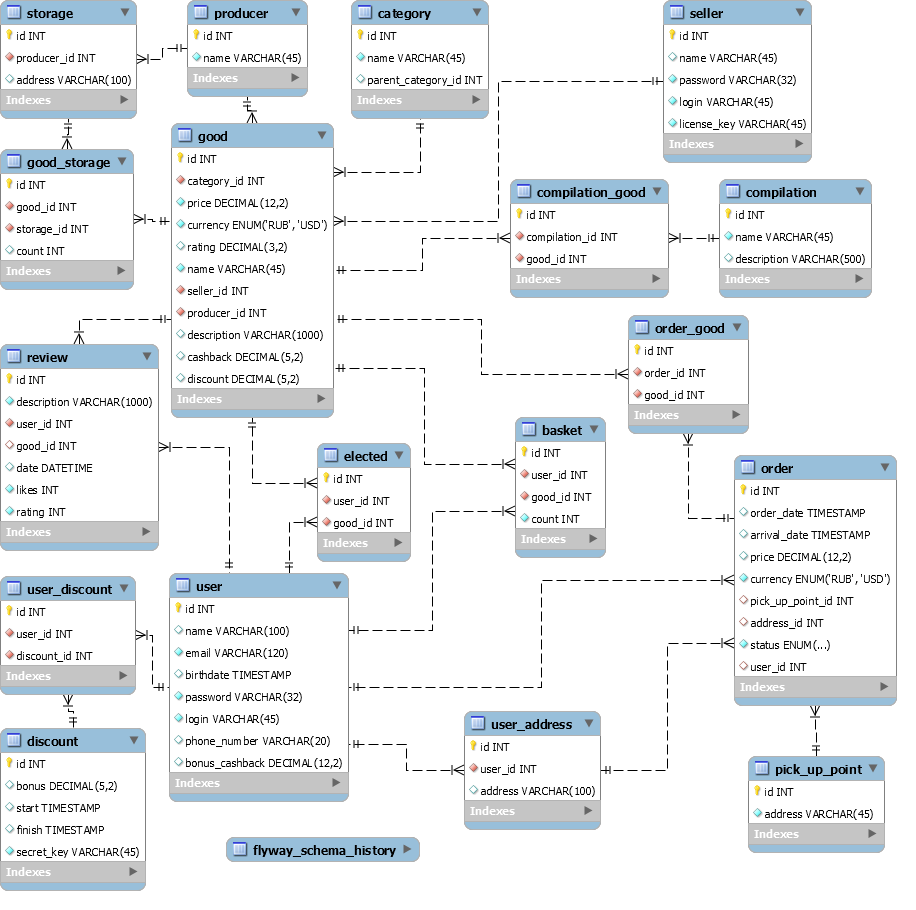 storage
id INT
producer_id INT
address VARCHAR(100)
Indexes
producer
id INT
name VARCHAR(45)
Indexes
category
id INT
name VARCHAR(45)
parent_category_id INT
Indexes
seller
id INT
name VARCHAR(45)
password VARCHAR(32)
login VARCHAR(45)
license_key VARCHAR(45)
Indexes
good_storage
id INT
good_id INT
storage_id INT
count INT
Indexes
good
id INT
category_id INT
price DECIMAL(12,2)
currency ENUM('RUB', 'USD')
rating DECIMAL(3,2)
name VARCHAR(45)
seller_id INT
producer_id INT
description VARCHAR(1000)
cashback DECIMAL(5,2)
discount DECIMAL(5,2)
Indexes
compilation_good
id INT
compilation_id INT
good_id INT
Indexes
compilation
id INT
name VARCHAR(45)
description VARCHAR(500)
Indexes
review
id INT
description VARCHAR(1000)
user_id INT
good_id INT
date DATETIME
likes INT
rating INT
Indexes
order_good
id INT
order_id INT
good_id INT
Indexes
elected
id INT
user_id INT
good_id INT
Indexes
basket
id INT
user_id INT
good_id INT
count INT
Indexes
order
id INT
order_date TIMESTAMP
arrival_date TIMESTAMP
price DECIMAL(12,2)
currency ENUM('RUB', 'USD')
pick_up_point_id INT
address_id INT
status ENUM(...)
user_id INT
Indexes
user_discount
id INT
user_id INT
discount_id INT
Indexes
user
id INT
name VARCHAR(100)
email VARCHAR(120)
birthdate TIMESTAMP
password VARCHAR(32)
login VARCHAR(45)
phone_number VARCHAR(20)
bonus_cashback DECIMAL(12,2)
Indexes
discount
id INT
bonus DECIMAL(5,2)
start TIMESTAMP
finish TIMESTAMP
secret_key VARCHAR(45)
Indexes
user_address
id INT
user_id INT
address VARCHAR(100)
Indexes
pick_up_point
id INT
address VARCHAR(45)
Indexes
flyway_schema_history